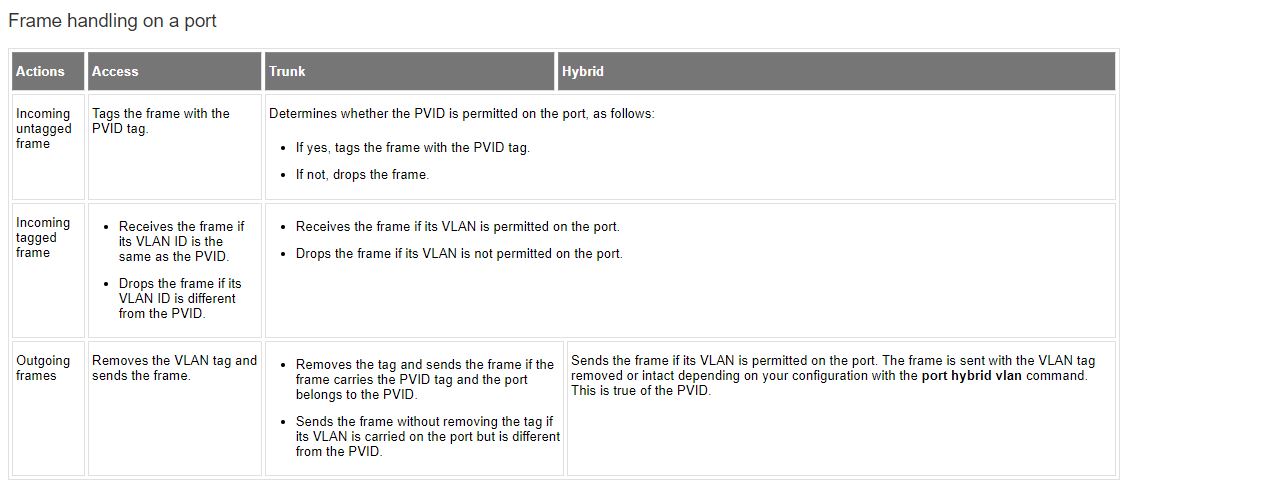 Frame handling on a port
Actions
Access
Trunk
Hybrid
Incoming
untagged
frame
Tags the frame with the
PVID tag.
Determines whether the PVID is permitted on the port, as follows:
• If yes, tags the frame with the PVID tag.
• If not, drops the frame.
Incoming
tagged
frame
• Receives the frame if
its VLAN ID is the
same as the PVID.
• Drops the frame if its
VLAN ID is different
from the PVID.
• Receives the frame if its VLAN is permitted on the port.
• Drops the frame if its VLAN is not permitted on the port.
Outgoing
frames
Removes the VLAN tag and
sends the frame.
• Removes the tag and sends the frame if the
frame carries the PVID tag and the port
belongs to the PVID.
• Sends the frame without removing the tag if
its VLAN is carried on the port but is different
from the PVID.
Sends the frame if its VLAN is permitted on the port. The frame is sent with the VLAN tag
removed or intact depending on your configuration with the port hybrid vlan command.
This is true of the PVID.